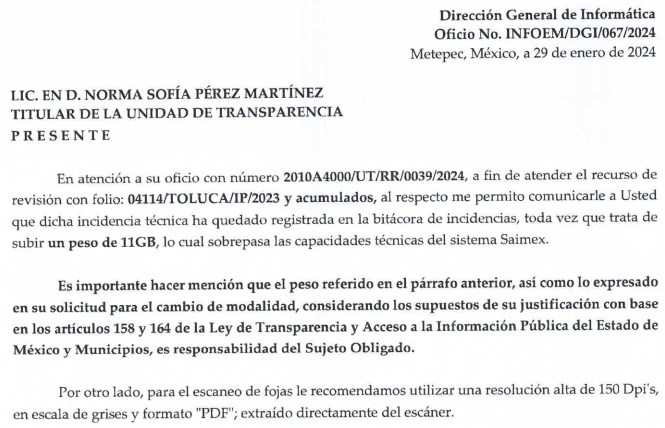 Dirección General de Informática
Oficio No. INFOEM/DGI/067/2024
Metepec, México, a 29 de enero de 2024
LIC. EN D. NORMA SOFÍA PÉREZ MARTÍNEZ
TITULAR DE LA UNIDAD DE TRANSPARENCIA
P R E S E N T E
En atención a su oficio con número 2010A4000/UT/RR/0039/2024, a fin de atender el recurso de
revisión con folio: 04114/TOLUCA/IP/2023 y acumulados, al respecto me permito comunicarle a Usted
que dicha incidencia técnica ha quedado registrada en la bitácora de incidencias, toda vez que trata de
subir un peso de 11GB, lo cual sobrepasa las capacidades técnicas del sistema Saimex.
Es importante hacer mención que el peso referido en el párrafo anterior, así como lo expresado
en su solicitud para el cambio de modalidad, considerando los supuestos de su justificación con base
en los artículos 158 y 164 de la Ley de Transparencia y Acceso a la Información Pública del Estado de
México y Municipios, es responsabilidad del Sujeto Obligado.
Por otro lado, para el escaneo de fojas le recomendamos utilizar una resolución alta de 150 Dpi's,
en escala de grises y formato "PDF"; extraído directamente del escáner.